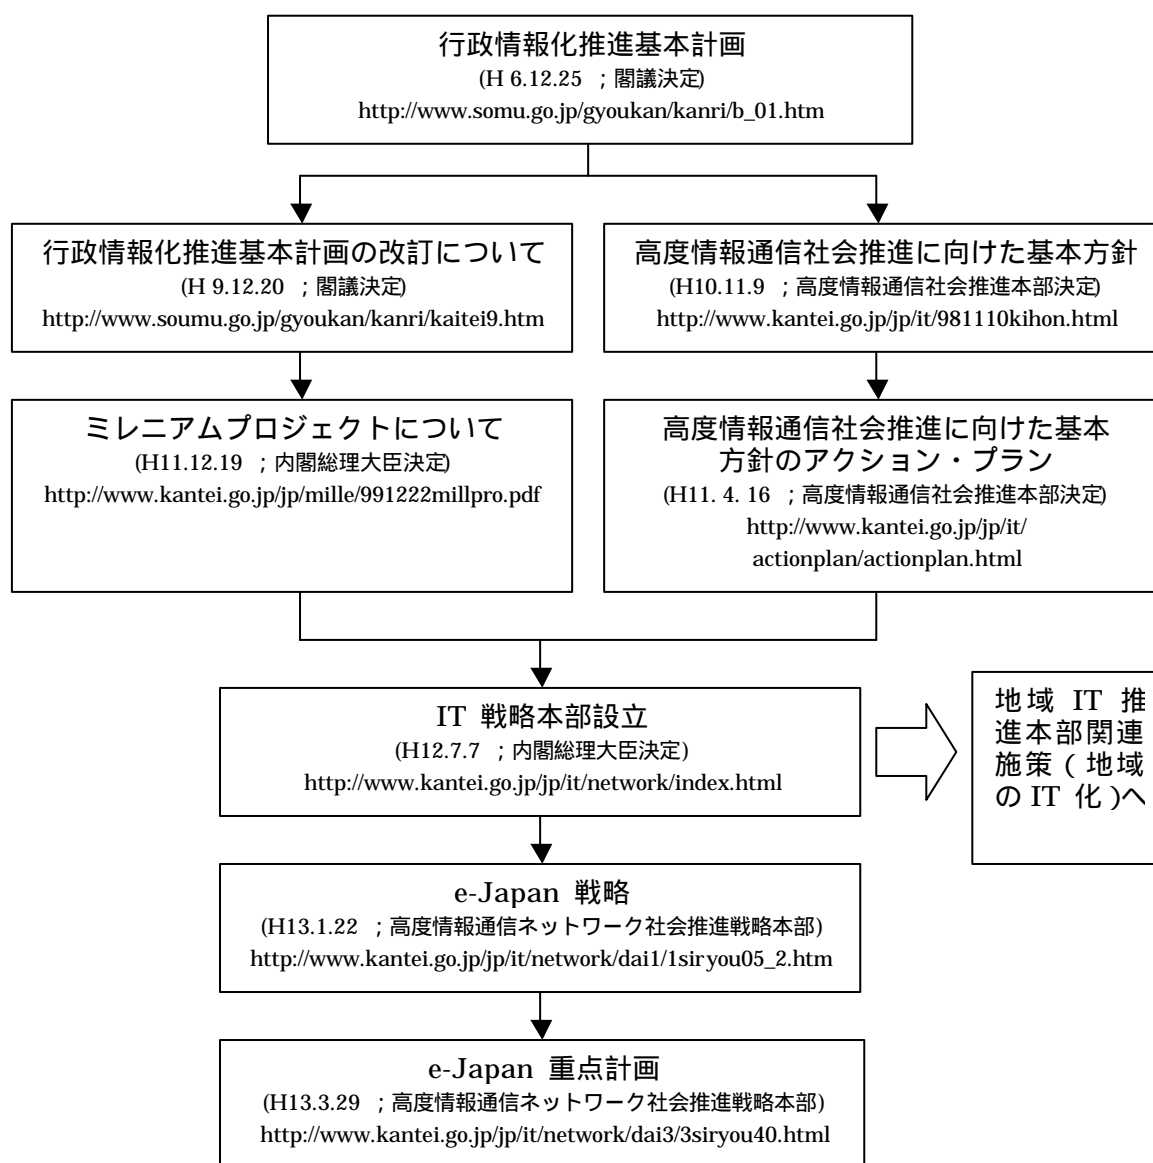 行政情報化推進基本計画
(H 6.12.25 ；閣議決定)
http://www.somu.go.jp/gyoukan/kanri/b_01.htm
行政情報化推進基本計画の改訂について
(H 9.12.20 ；閣議決定)
http://www.soumu.go.jp/gyoukan/kanri/kaitei9.htm
高度情報通信社会推進に向けた基本方針
(H10.11.9 ；高度情報通信社会推進本部決定)
http://www.kantei.go.jp/jp/it/981110kihon.html
ミレニアムプロジェクトについて
(H11.12.19 ；内閣総理大臣決定)
http://www.kantei.go.jp/jp/mille/991222millpro.pdf
高度情報通信社会推進に向けた基本
方針のアクション・プラン
(H11. 4. 16 ；高度情報通信社会推進本部決定)
http://www.kantei.go.jp/jp/it/
actionplan/actionplan.html
IT 戦略本部設立
(H12.7.7 ；内閣総理大臣決定)
http://www.kantei.go.jp/jp/it/network/index.html
地域 IT 推
進本部関連
施策（地域
の IT 化）へ
e-Japan 戦略
(H13.1.22 ；高度情報通信ネットワーク社会推進戦略本部)
http://www.kantei.go.jp/jp/it/network/dai1/1siryou05_2.htm
e-Japan 重点計画
(H13.3.29 ；高度情報通信ネットワーク社会推進戦略本部)
http://www.kantei.go.jp/jp/it/network/dai3/3siryou40.html